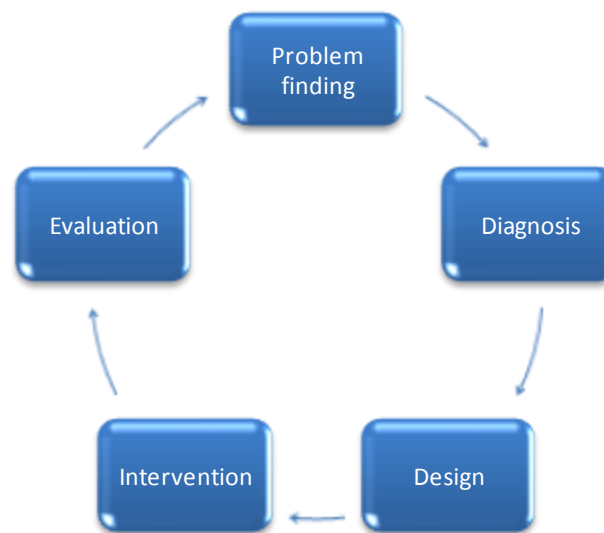 Problem
finding
Diagnosis
Design
Intervention
Evaluation